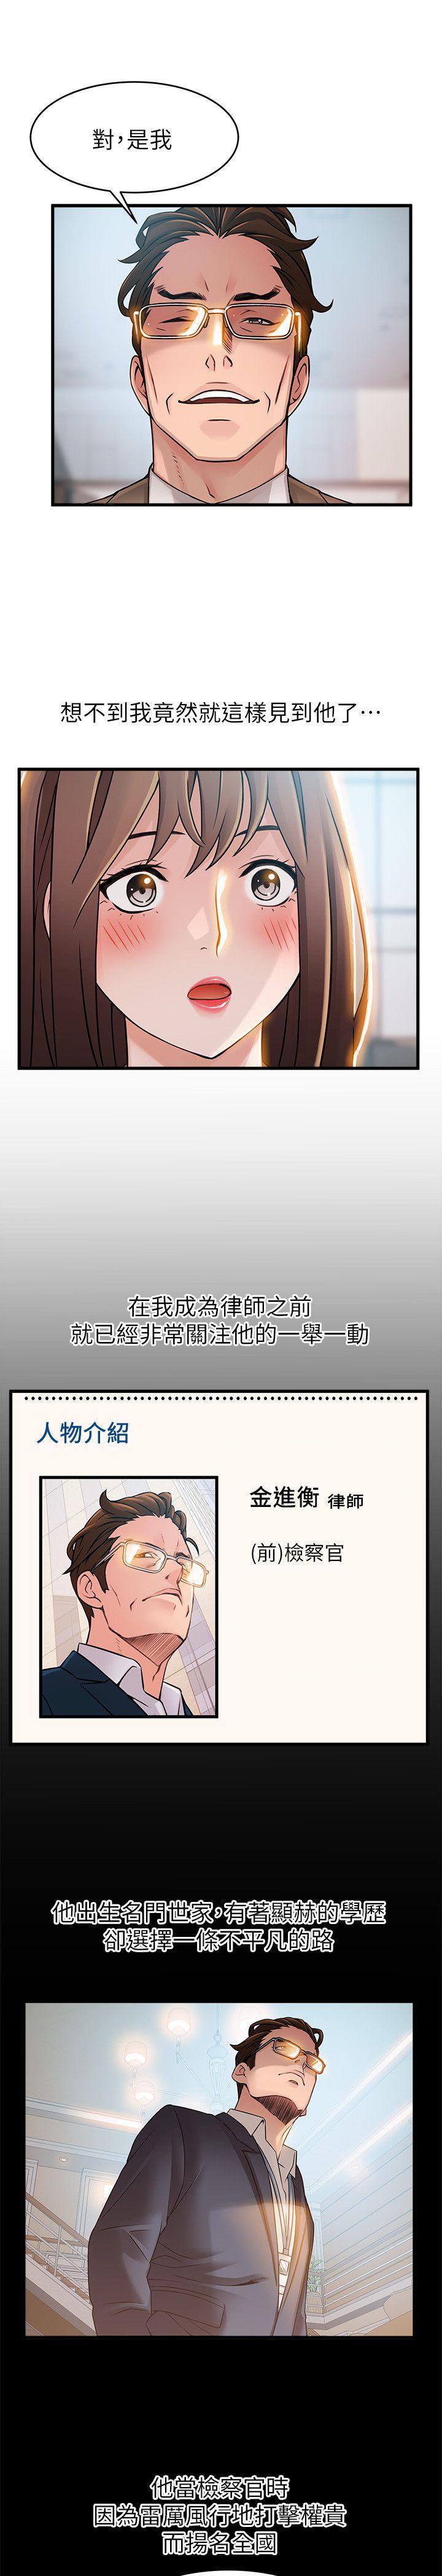 對,是我
想不到我竟然就這樣見到他了⋯
在我成為律師之前
就已經非常關注他的一舉一動
人物介紹
金進衡 律師
(前)檢察官
他出生名門世家,有著顯赫的學歷
卻選擇一條不平凡的路
他當檢察官時
因為雷厲風行地打擊權貴
而揚名全國